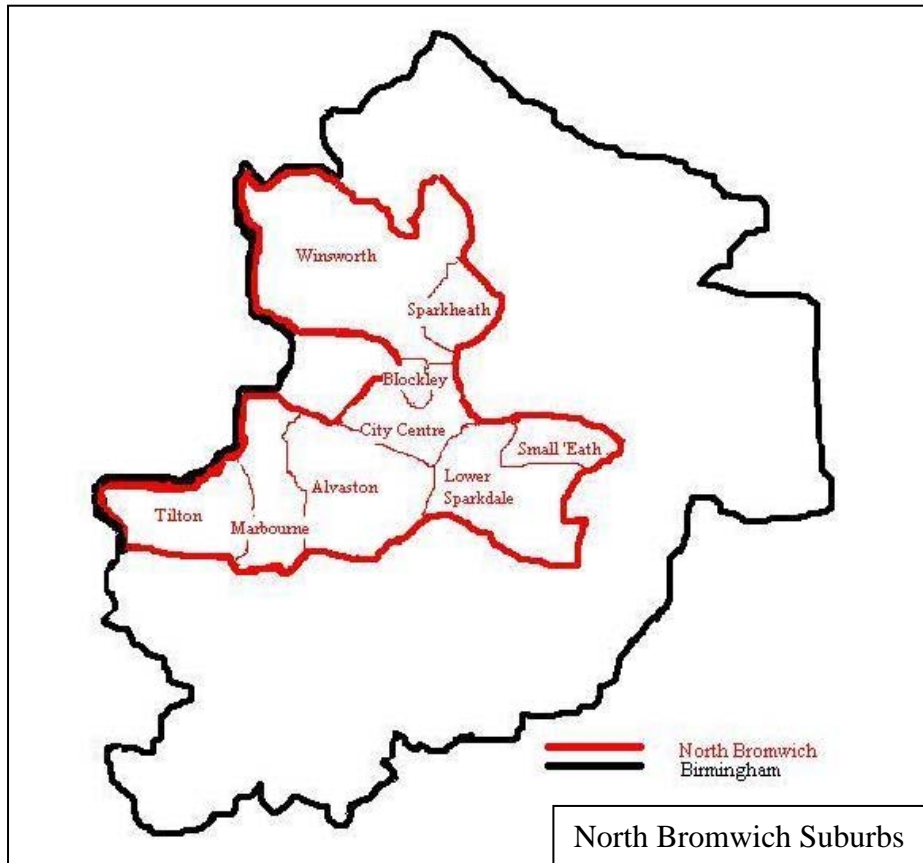 Winsworth
Sparkheath
Blockley
City Centre
Small 'Eath
Lower
Sparkdale
Alvaston
Tilton
Marbourne
North Bromwich
Birmingham
North Bromwich Suburbs